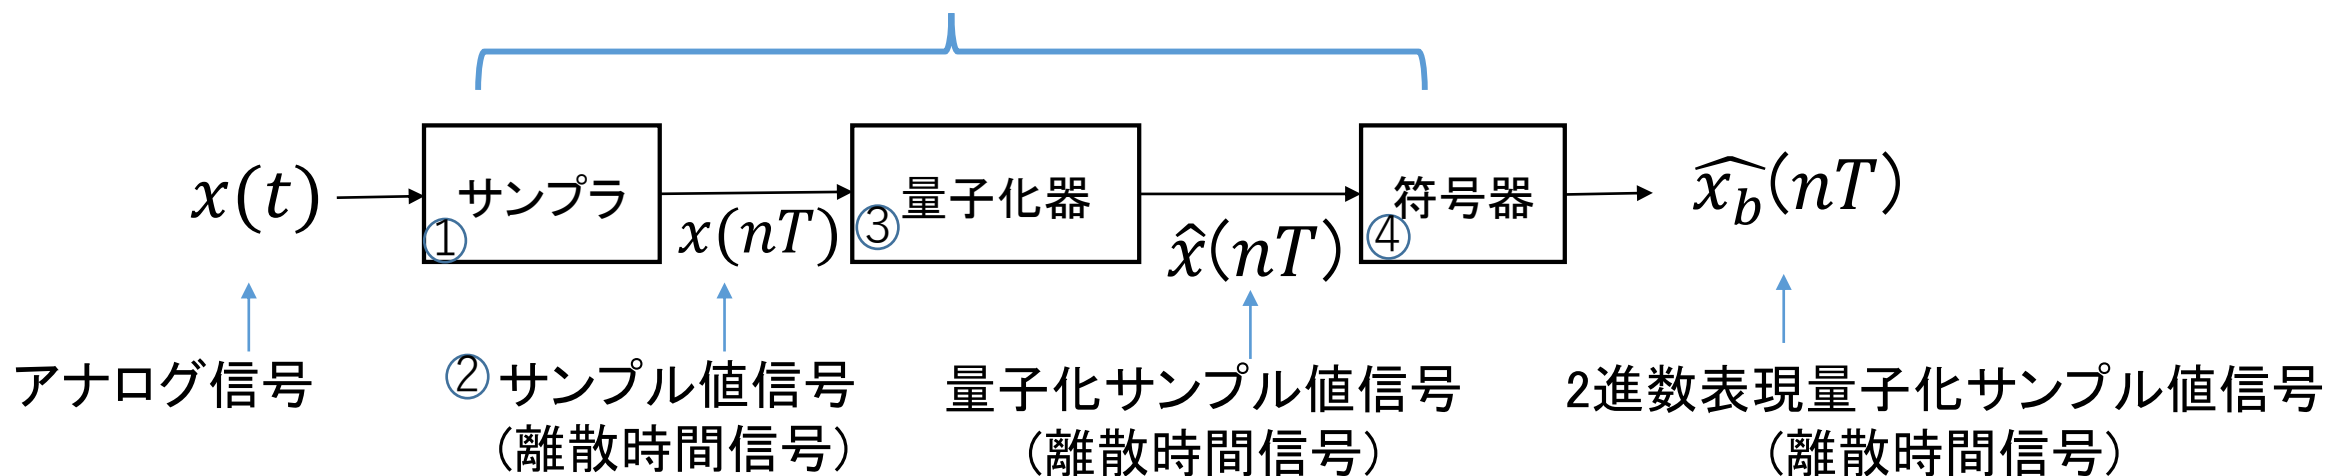 x(t)
サンプラ
①
x(nT)
量子化器
③
x̂(nT)
符号器
④
\widehat{x_b}(nT)
アナログ信号
② サンプル値信号
(離散時間信号)
量子化サンプル値信号
(離散時間信号)
2進数表現量子化サンプル値信号
(離散時間信号)